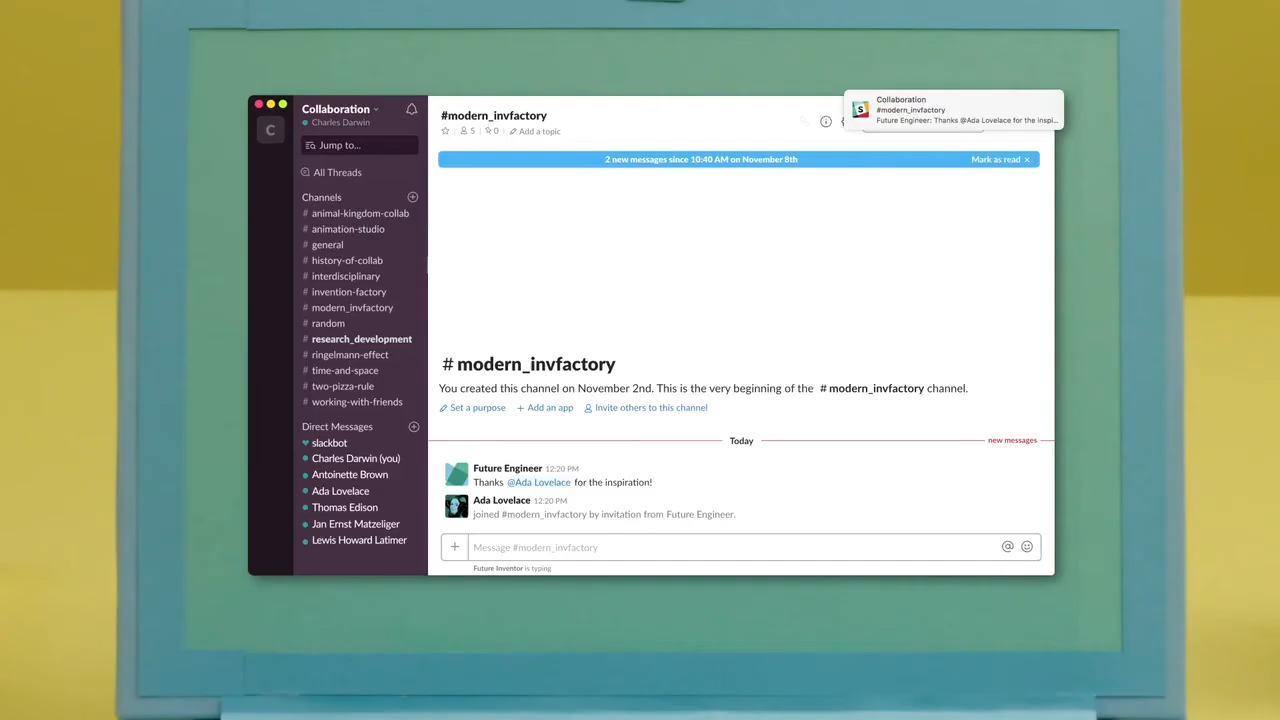 Collaboration
Charles Darwin
C
Jump to...
All Threads
Channels
# animal-kingdom-collab
# animation-studio
# general
# history-of-collab
# interdisciplinary
# invention-factory
# modern_invfactory
# random
# research_development
# ringelmann-effect
# time-and-space
# two-pizza-rule
# working-with-friends
Direct Messages
slackbot
Charles Darwin (you)
Antoinette Brown
Ada Lovelace
Thomas Edison
Jan Ernst Matzeliger
Lewis Howard Latimer
#modern_invfactory
5 | 0 | Add a topic
S
Collaboration
#modern_invfactory
Future Engineer: Thanks @Ada Lovelace for the inspi...
2 new messages since 10:40 AM on November 8th
Mark as read ×
# modern_invfactory
You created this channel on November 2nd. This is the very beginning of the # modern_invfactory channel.
Set a purpose + Add an app Invite others to this channel
Today
new messages
Future Engineer 12:20 PM
Thanks @Ada Lovelace for the inspiration!
Ada Lovelace 12:20 PM
joined #modern_invfactory by invitation from Future Engineer.
+ Message #modern_invfactory @
Future Inventor is typing